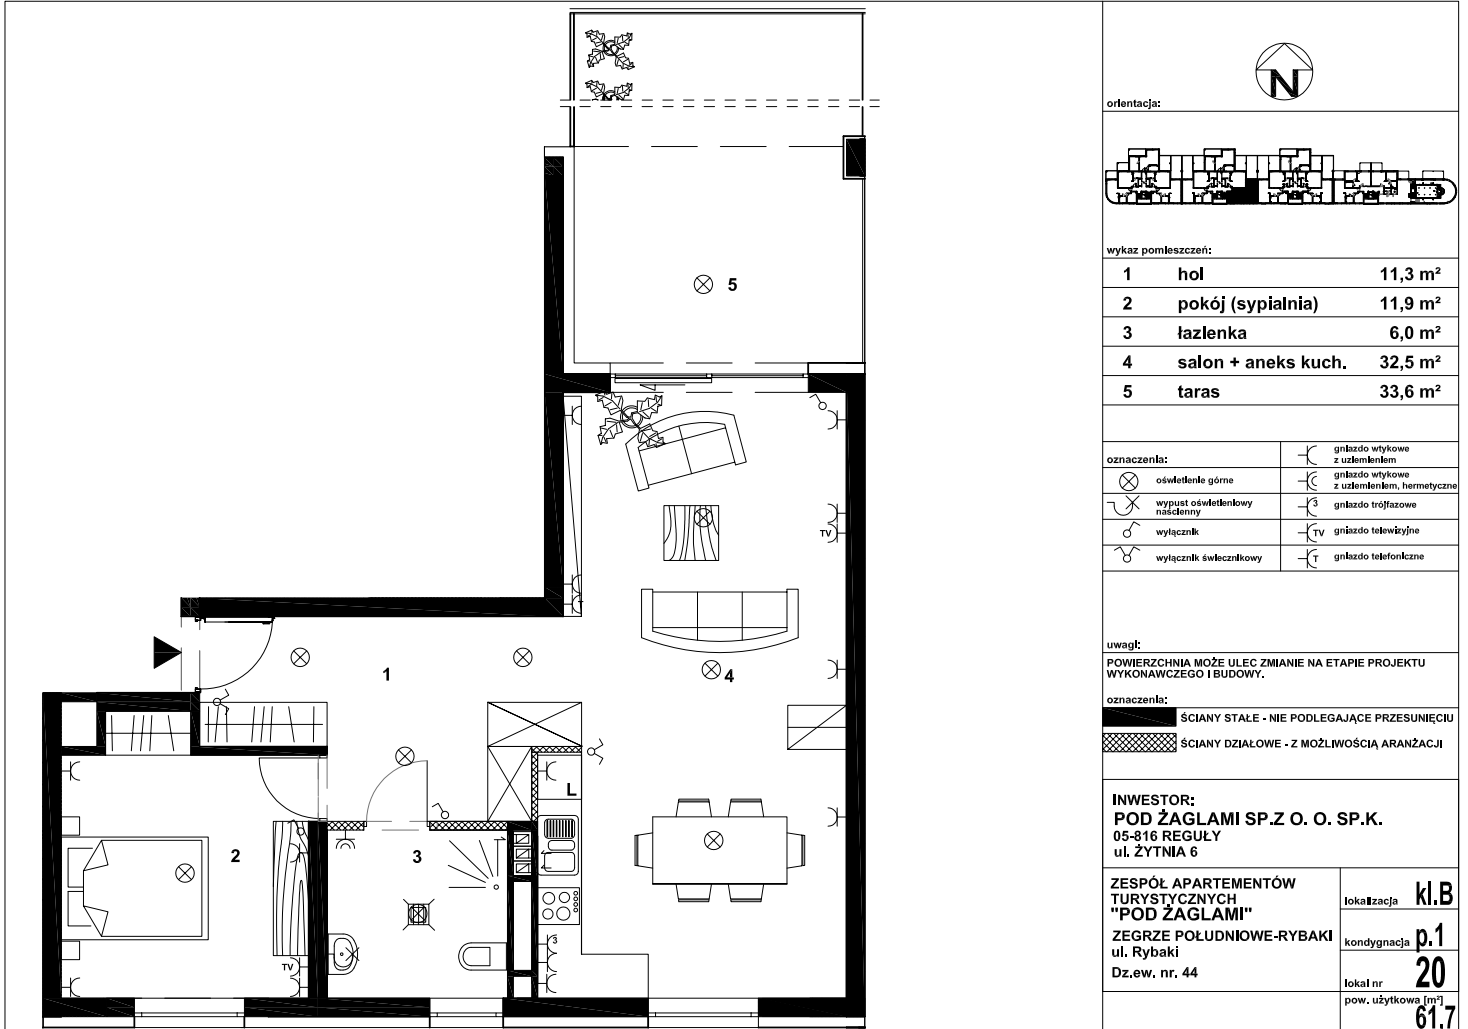 N
orientacja:
wykaz pomieszczeń:
1 hol 11,3 m²
2 pokój (sypialnia) 11,9 m²
3 łazienka 6,0 m²
4 salon + aneks kuch. 32,5 m²
5 taras 33,6 m²
oznaczenia:
oświetlenie górne
wypust oświetleniowy
naścienny
wyłącznik
wyłącznik świecznikowy
gniazdo wtykowe
z uziemieniem
gniazdo wtykowe
z uziemieniem, hermetyczne
3 gniazdo trójfazowe
TV gniazdo telewizyjne
T gniazdo telefoniczne
uwagi:
POWIERZCHNIA MOŻE ULEC ZMIANIE NA ETAPIE PROJEKTU
WYKONAWCZEGO I BUDOWY.
oznaczenia:
ŚCIANY STAŁE - NIE PODLEGAJĄCE PRZESUNIĘCIU
ŚCIANY DZIAŁOWE - Z MOŻLIWOŚCIĄ ARANŻACJI
INWESTOR:
POD ŻAGLAMI SP.Z O. O. SP.K.
05-816 REGUŁY
ul. ŻYTNIA 6
ZESPÓŁ APARTEMENTÓW
TURYSTYCZNYCH
"POD ŻAGLAMI"
ZEGRZE POŁUDNIOWE-RYBAKI
ul. Rybaki
Dz.ew. nr. 44
lokalizacja kl.B
kondygnacja p.1
lokal nr 20
pow. użytkowa [m²]
61.7
5
TV
1
4
L
2
3
3
TV